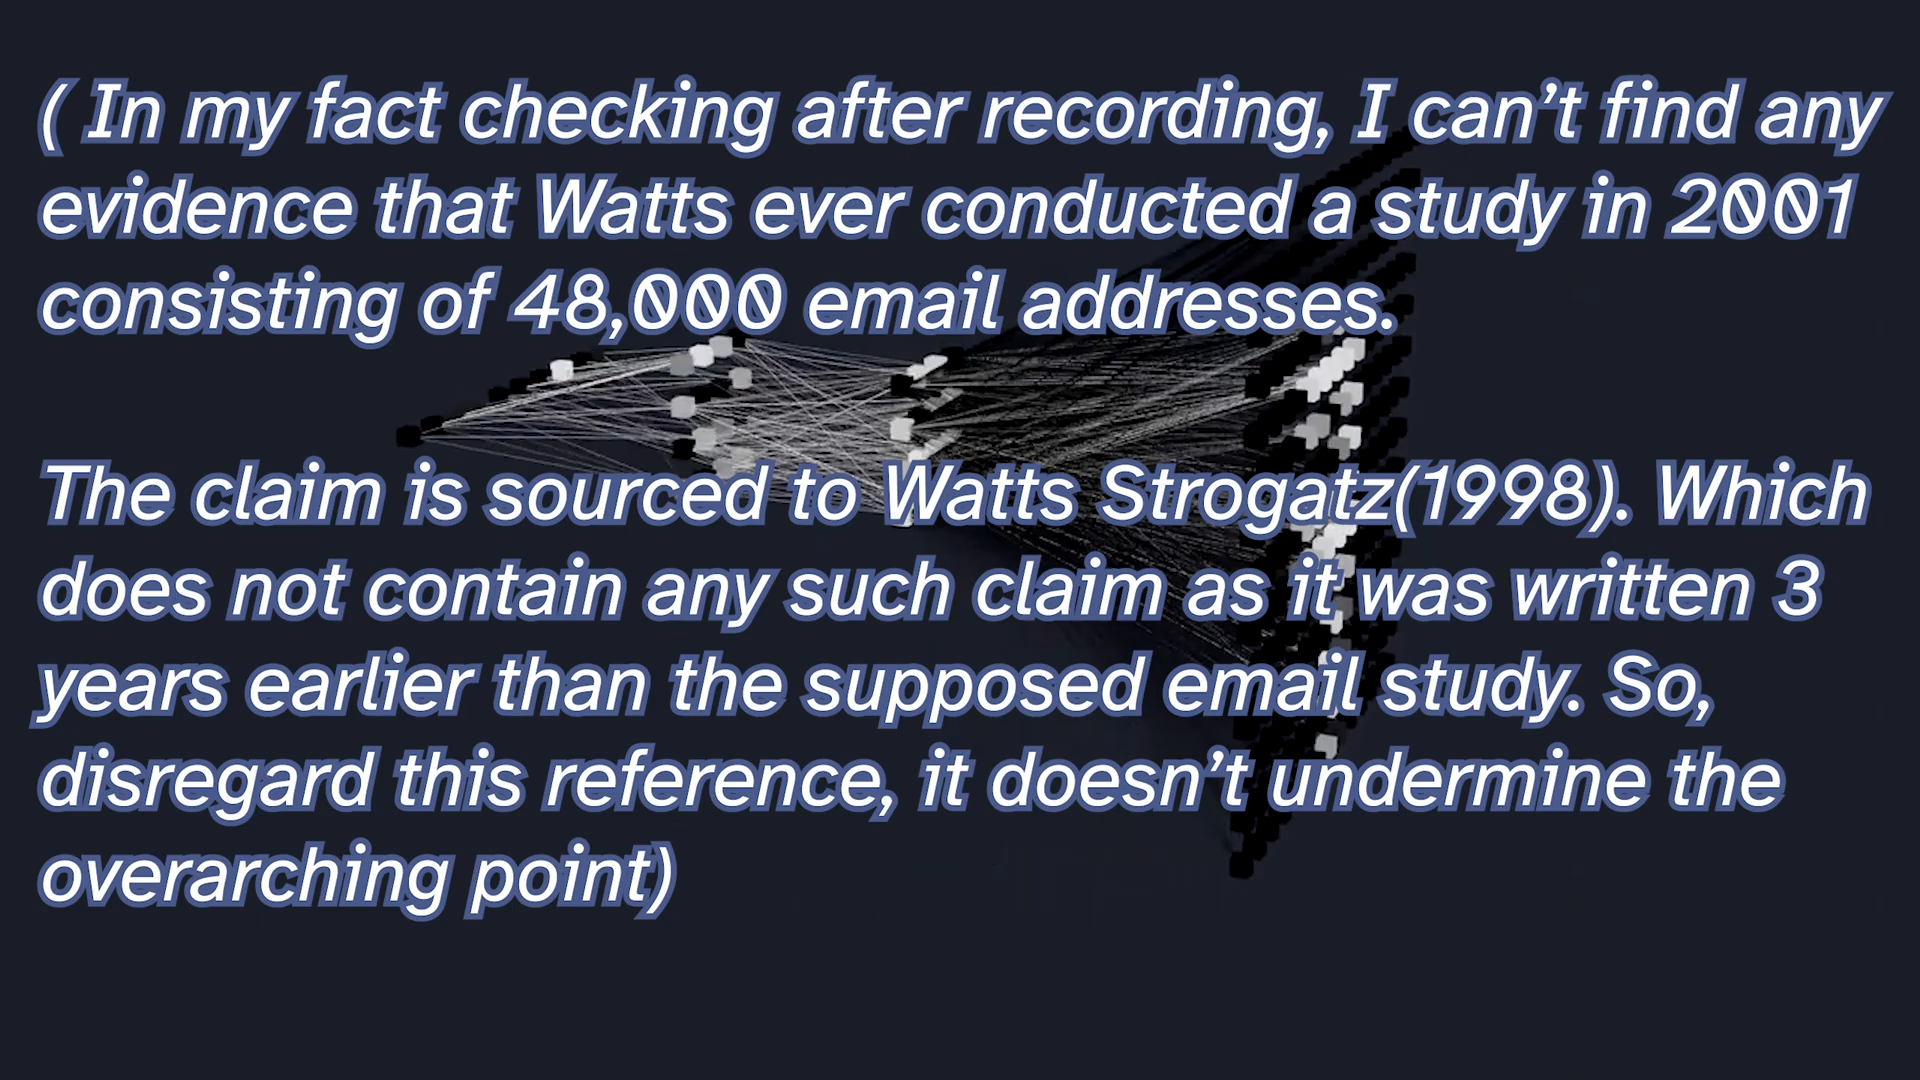 ( In my fact checking after recording, I can’t find any
evidence that Watts ever conducted a study in 2001
consisting of 48,000 email addresses.
The claim is sourced to Watts Strogatz(1998). Which
does not contain any such claim as it was written 3
years earlier than the supposed email study. So,
disregard this reference, it doesn’t undermine the
overarching point)